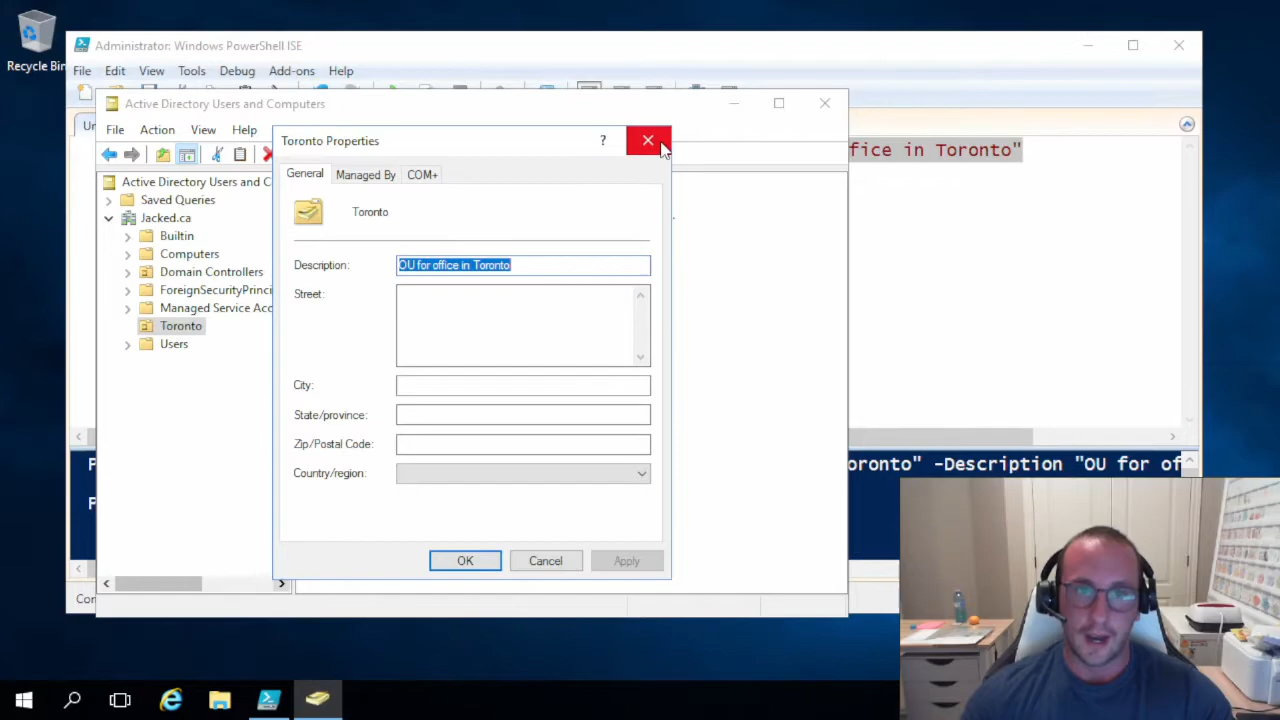 Recycle Bin
Administrator: Windows PowerShell ISE
File Edit View Tools Debug Add-ons Help
Active Directory Users and Computers
File Action View Help
Toronto Properties
?
General Managed By COM+
Toronto
Description: OU for office in Toronto
Street:
City:
State/province:
Zip/Postal Code:
Country/region:
OK Cancel Apply
Active Directory Users and C
Saved Queries
Jacked.ca
Builtin
Computers
Domain Controllers
ForeignSecurityPrinci
Managed Service Acc
Toronto
Users
fice in Toronto"
oronto" -Description "OU for of